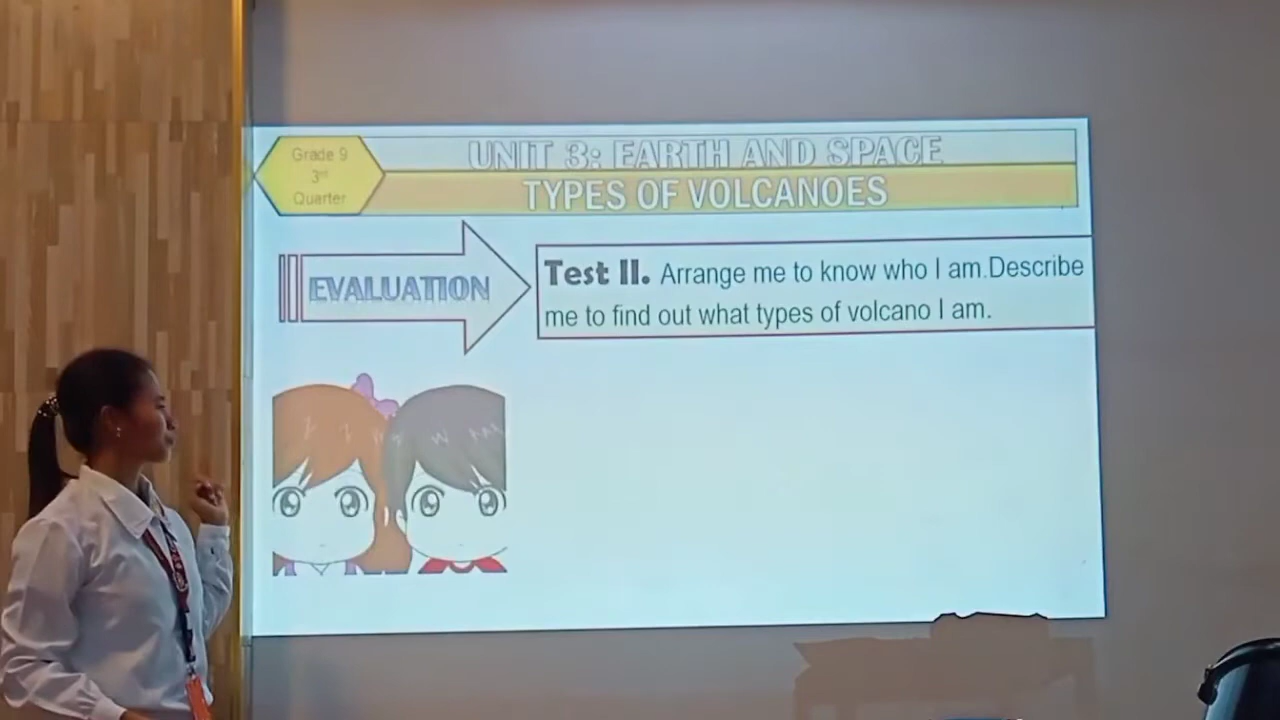 Grade 9
3rd
Quarter
UNIT 3: EARTH AND SPACE
TYPES OF VOLCANOES
EVALUATION
Test II. Arrange me to know who I am.Describe
me to find out what types of volcano I am.